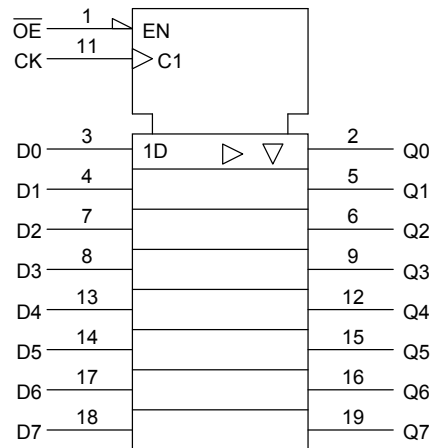 O̅E̅ 1 EN
CK 11 C1
D0 3 1D 2 Q0
D1 4 5 Q1
D2 7 6 Q2
D3 8 9 Q3
D4 13 12 Q4
D5 14 15 Q5
D6 17 16 Q6
D7 18 19 Q7